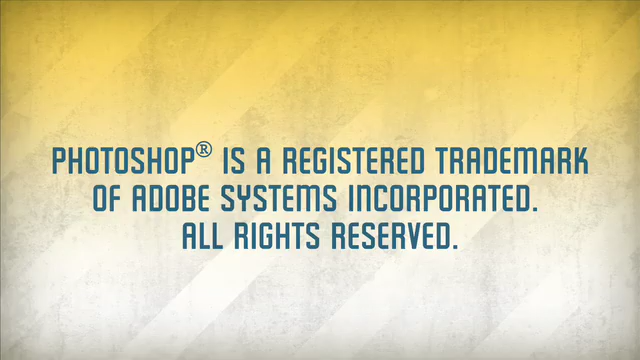 PHOTOSHOP® IS A REGISTERED TRADEMARK
OF ADOBE SYSTEMS INCORPORATED.
ALL RIGHTS RESERVED.